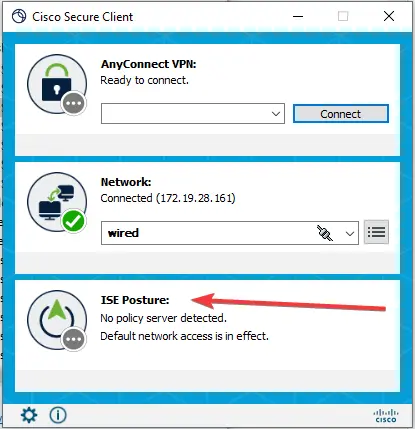 Cisco Secure Client
AnyConnect VPN:
Ready to connect.
Connect
Network:
Connected (172.19.28.161)
wired
ISE Posture:
No policy server detected.
Default network access is in effect.
CISCO